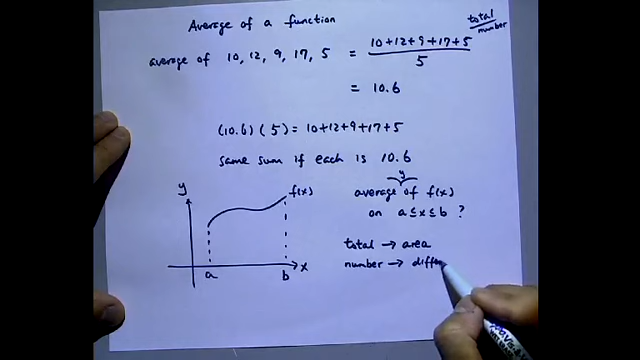 Average of a function
total
number
average of 10, 12, 9, 17, 5 = 10+12+9+17+5
5
= 10.6
(10.6)(5) = 10+12+9+17+5
same sum if each is 10.6
y
f(x)
a
b
x
y
average of f(x)
on a ≤ x ≤ b ?
total → area
number → diffe